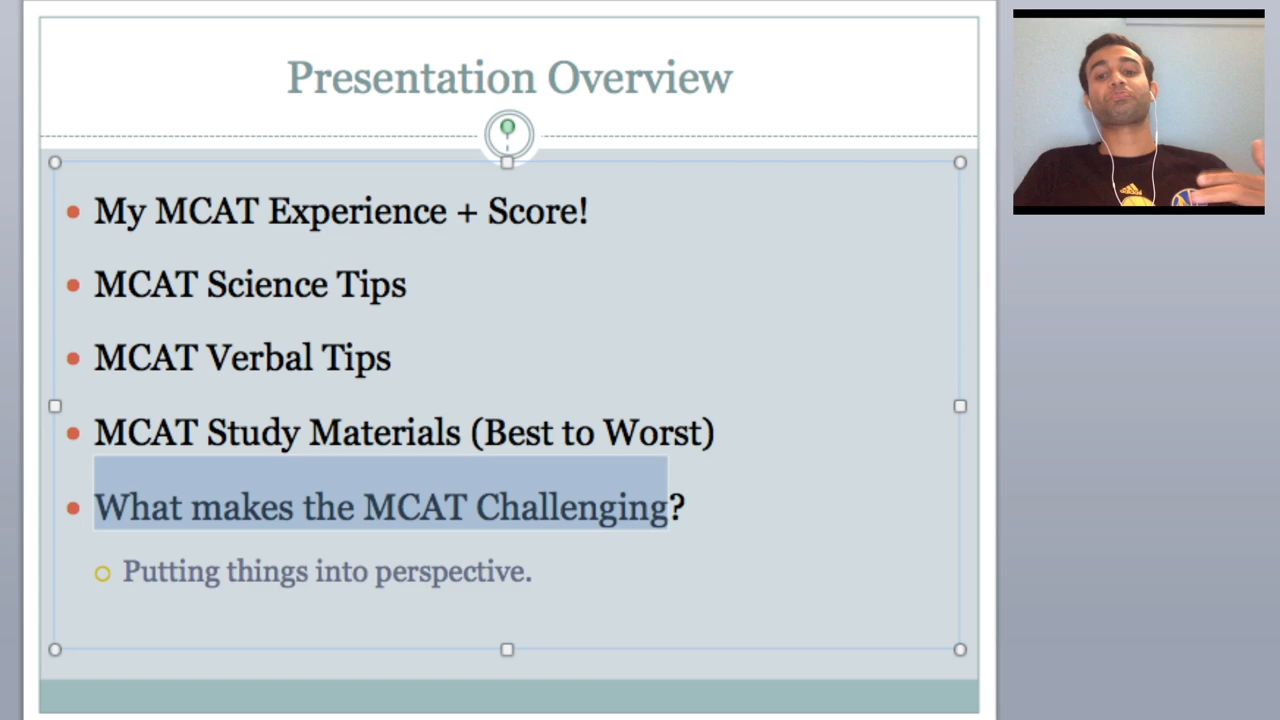 Presentation Overview
My MCAT Experience + Score!
MCAT Science Tips
MCAT Verbal Tips
MCAT Study Materials (Best to Worst)
What makes the MCAT Challenging?
Putting things into perspective.